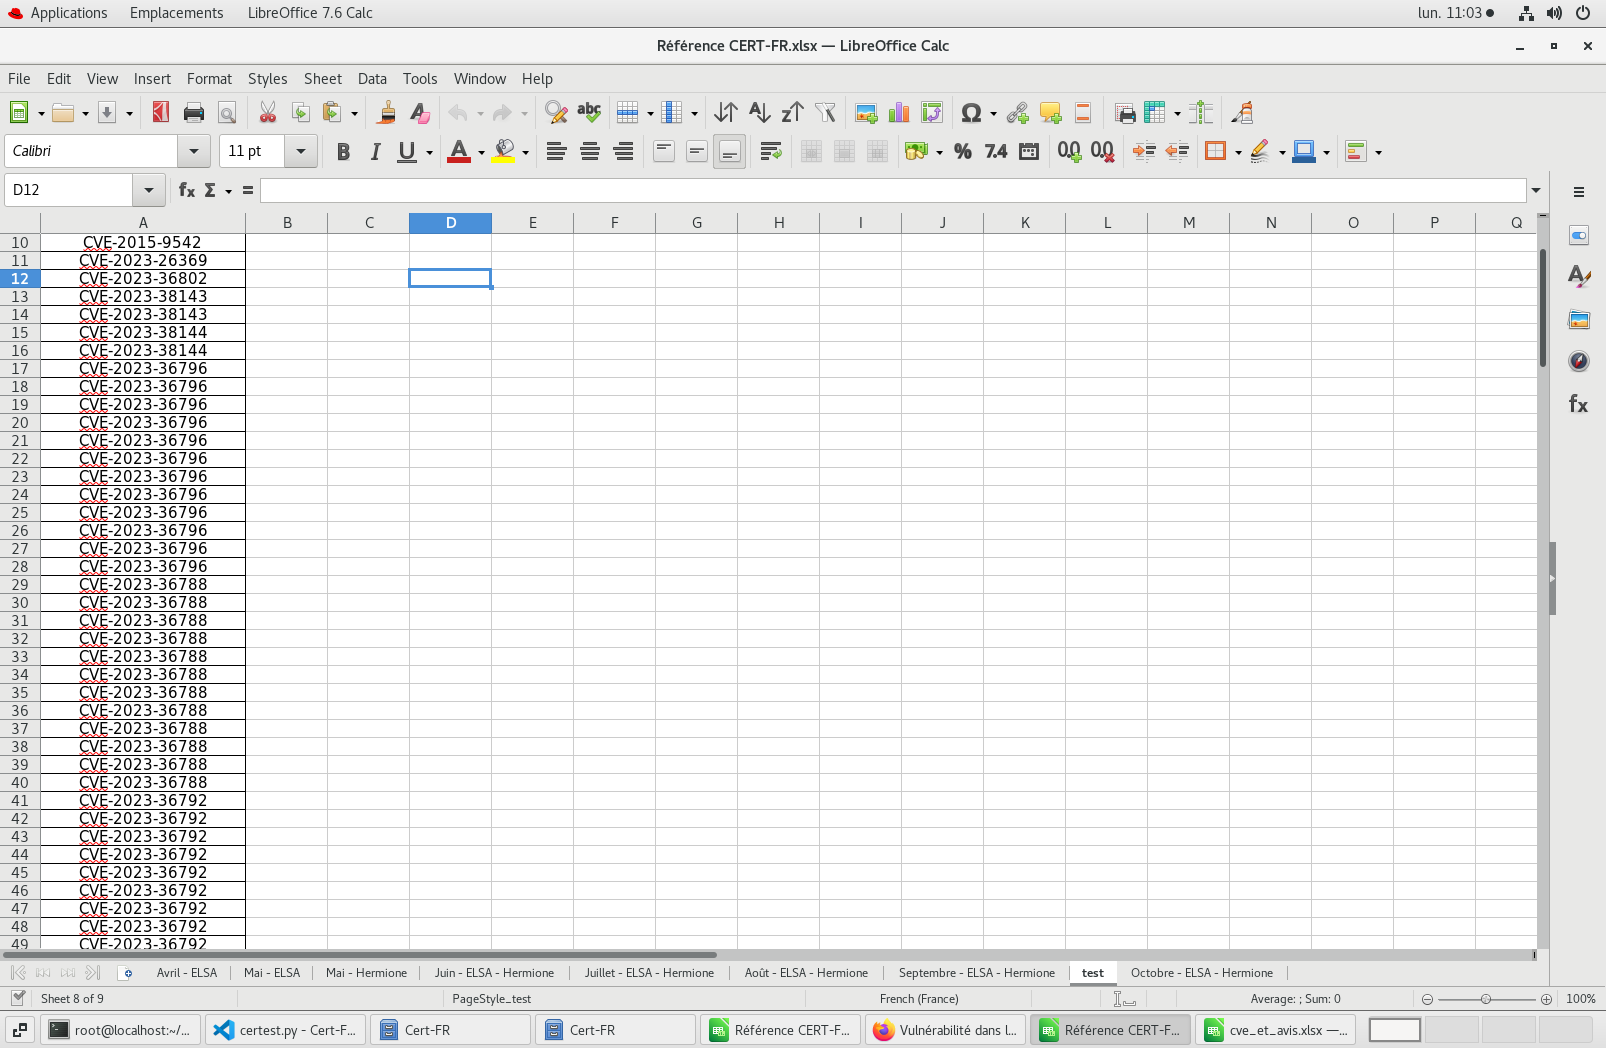 Applications Emplacements LibreOffice 7.6 Calc lun. 11:03
Référence CERT-FR.xlsx — LibreOffice Calc
File Edit View Insert Format Styles Sheet Data Tools Window Help
Calibri 11 pt
D12
A B C D E F G H I J K L M N O P Q
10 CVE-2015-9542
11 CVE-2023-26369
12 CVE-2023-36802
13 CVE-2023-38143
14 CVE-2023-38143
15 CVE-2023-38144
16 CVE-2023-38144
17 CVE-2023-36796
18 CVE-2023-36796
19 CVE-2023-36796
20 CVE-2023-36796
21 CVE-2023-36796
22 CVE-2023-36796
23 CVE-2023-36796
24 CVE-2023-36796
25 CVE-2023-36796
26 CVE-2023-36796
27 CVE-2023-36796
28 CVE-2023-36796
29 CVE-2023-36788
30 CVE-2023-36788
31 CVE-2023-36788
32 CVE-2023-36788
33 CVE-2023-36788
34 CVE-2023-36788
35 CVE-2023-36788
36 CVE-2023-36788
37 CVE-2023-36788
38 CVE-2023-36788
39 CVE-2023-36788
40 CVE-2023-36788
41 CVE-2023-36792
42 CVE-2023-36792
43 CVE-2023-36792
44 CVE-2023-36792
45 CVE-2023-36792
46 CVE-2023-36792
47 CVE-2023-36792
48 CVE-2023-36792
49 CVE-2023-36792
Avril - ELSA Mai - ELSA Mai - Hermione Juin - ELSA - Hermione Juillet - ELSA - Hermione Août - ELSA - Hermione Septembre - ELSA - Hermione test Octobre - ELSA - Hermione
Sheet 8 of 9 PageStyle_test French (France) Average: ; Sum: 0 100%
root@localhost:~/... certest.py - Cert-F... Cert-FR Cert-FR Référence CERT-F... Vulnérabilité dans l... Référence CERT-F... cve_et_avis.xlsx —...